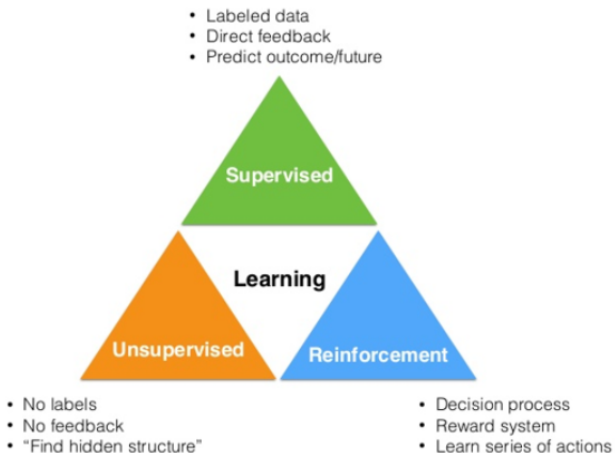 • Labeled data
• Direct feedback
• Predict outcome/future
Supervised
Learning
Unsupervised
Reinforcement
• No labels
• No feedback
• “Find hidden structure”
• Decision process
• Reward system
• Learn series of actions